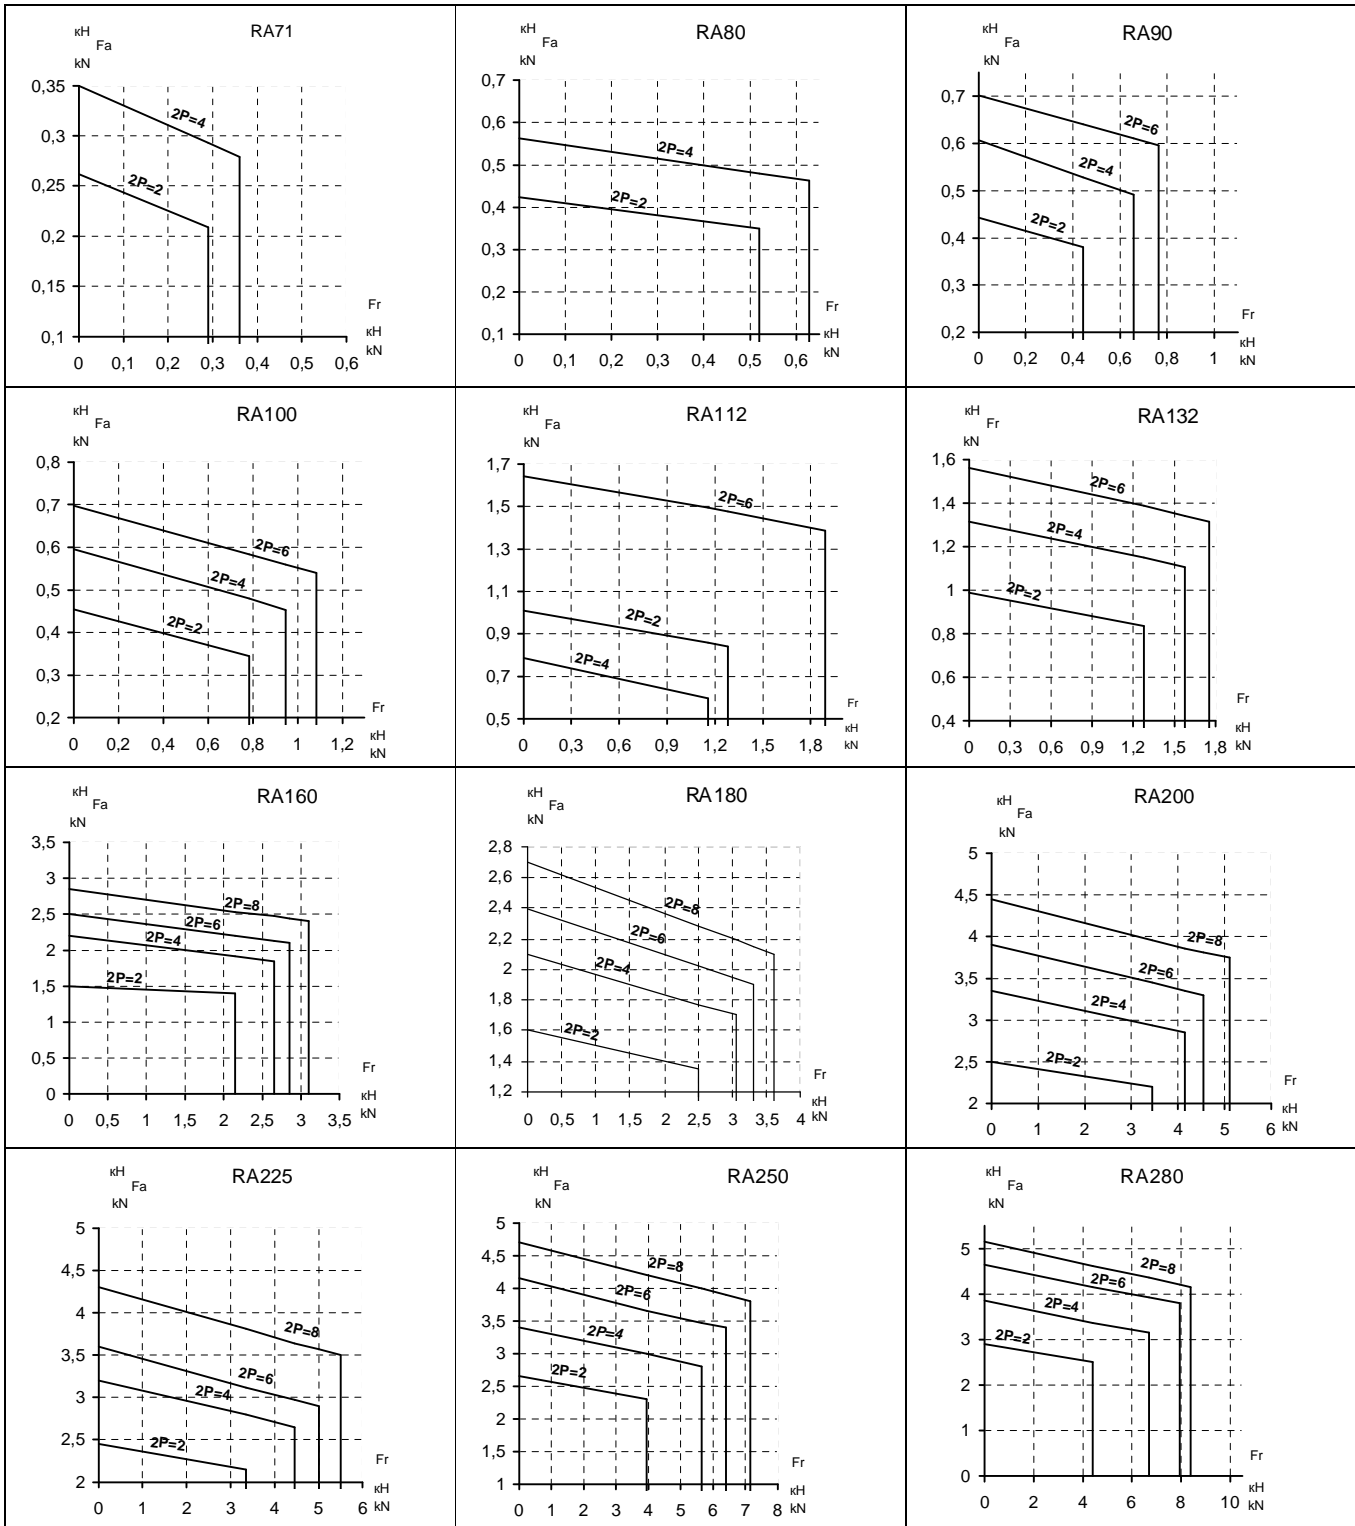 кН
Fa
kN
RA71
0,35
0,3
0,25
0,2
0,15
0,1
2P=4
2P=2
Fr
кН
kN
0 0,1 0,2 0,3 0,4 0,5 0,6
кН
Fa
kN
RA80
0,7
0,6
0,5
0,4
0,3
0,2
0,1
2P=4
2P=2
Fr
кН
kN
0 0,1 0,2 0,3 0,4 0,5 0,6
кН
Fa
kN
RA90
0,7
0,6
0,5
0,4
0,3
0,2
2P=6
2P=4
2P=2
Fr
кН
kN
0 0,2 0,4 0,6 0,8 1
кН
Fa
kN
RA100
0,8
0,7
0,6
0,5
0,4
0,3
0,2
2P=6
2P=4
2P=2
Fr
кН
kN
0 0,2 0,4 0,6 0,8 1 1,2
кН
Fa
kN
RA112
1,7
1,5
1,3
1,1
0,9
0,7
0,5
2P=6
2P=2
2P=4
Fr
кН
kN
0 0,3 0,6 0,9 1,2 1,5 1,8
кН
Fr
kN
RA132
1,6
1,4
1,2
1
0,8
0,6
0,4
2P=6
2P=4
2P=2
Fr
кН
kN
0 0,3 0,6 0,9 1,2 1,5 1,8
кН
Fa
kN
RA160
3,5
3
2,5
2
1,5
1
0,5
0
2P=8
2P=6
2P=4
2P=2
Fr
кН
kN
0 0,5 1 1,5 2 2,5 3 3,5
кН
Fa
kN
RA180
2,8
2,6
2,4
2,2
2
1,8
1,6
1,4
1,2
2P=8
2P=6
2P=4
2P=2
Fr
кН
kN
0 0,5 1 1,5 2 2,5 3 3,5 4
кН
Fa
kN
RA200
5
4,5
4
3,5
3
2,5
2
2P=8
2P=6
2P=4
2P=2
Fr
кН
kN
0 1 2 3 4 5 6
кН
Fa
kN
RA225
5
4,5
4
3,5
3
2,5
2
2P=8
2P=6
2P=4
2P=2
Fr
кН
kN
0 1 2 3 4 5 6
кН
Fa
kN
RA250
5
4,5
4
3,5
3
2,5
2
1,5
1
2P=8
2P=6
2P=4
2P=2
Fr
кН
kN
0 1 2 3 4 5 6 7 8
кН
Fa
kN
RA280
5
4
3
2
1
0
2P=8
2P=6
2P=4
2P=2
Fr
кН
kN
0 2 4 6 8 10